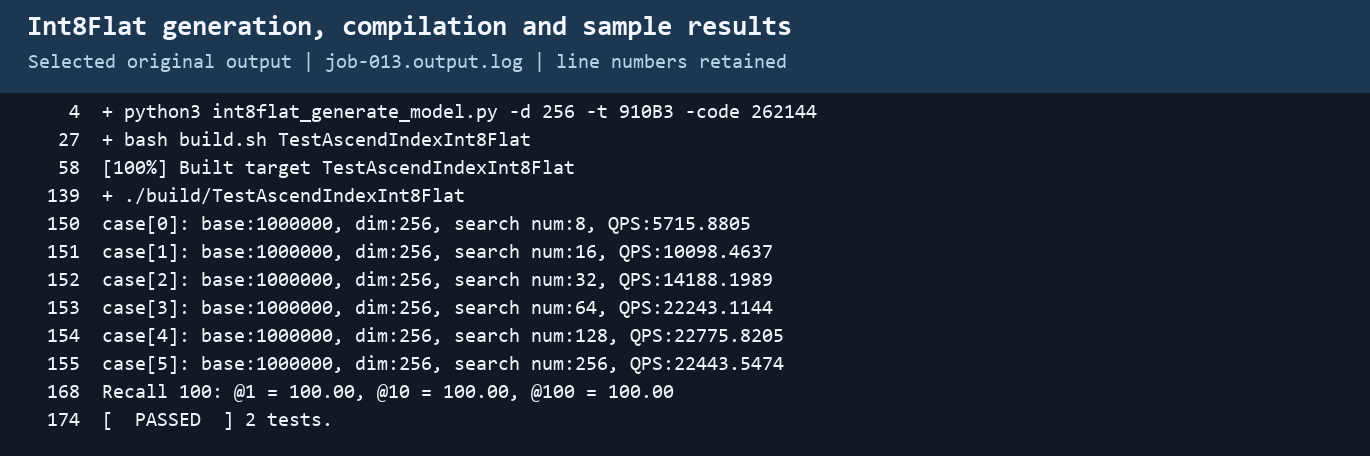 Int8Flat generation, compilation and sample results
Selected original output | job-013.output.log | line numbers retained
4 + python3 int8flat_generate_model.py -d 256 -t 910B3 -code 262144
27 + bash build.sh TestAscendIndexInt8Flat
58 [100%] Built target TestAscendIndexInt8Flat
139 + ./build/TestAscendIndexInt8Flat
150 case[0]: base:1000000, dim:256, search num:8, QPS:5715.8805
151 case[1]: base:1000000, dim:256, search num:16, QPS:10098.4637
152 case[2]: base:1000000, dim:256, search num:32, QPS:14188.1989
153 case[3]: base:1000000, dim:256, search num:64, QPS:22243.1144
154 case[4]: base:1000000, dim:256, search num:128, QPS:22775.8205
155 case[5]: base:1000000, dim:256, search num:256, QPS:22443.5474
168 Recall 100: @1 = 100.00, @10 = 100.00, @100 = 100.00
174 [  PASSED  ] 2 tests.